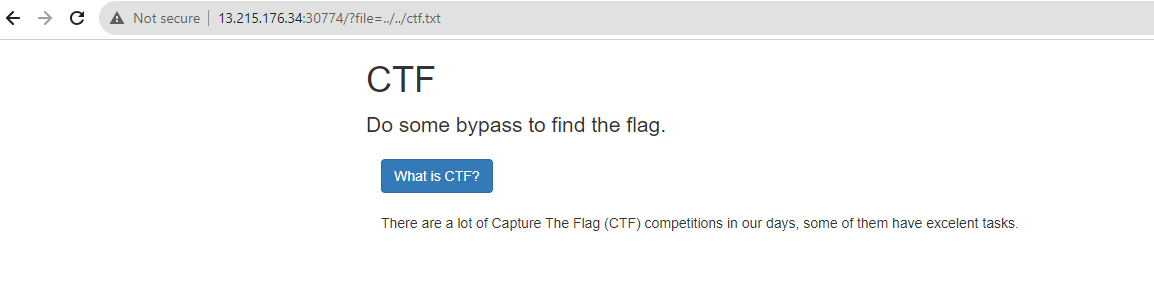 Not secure 13.215.176.34:30774/?file=../../ctf.txt
CTF
Do some bypass to find the flag.
What is CTF?
There are a lot of Capture The Flag (CTF) competitions in our days, some of them have excelent tasks.